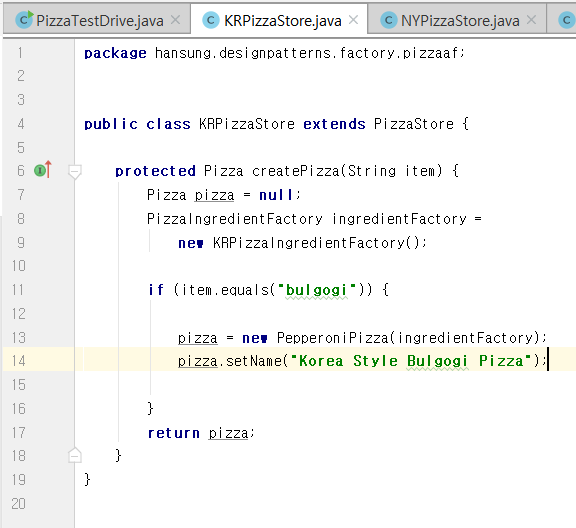 PizzaTestDrive.java × KRPizzaStore.java × NYPizzaStore.java ×
1 package hansung.designpatterns.factory.pizzaaf;
2
3
4 public class KRPizzaStore extends PizzaStore {
5
6 protected Pizza createPizza(String item) {
7 Pizza pizza = null;
8 PizzaIngredientFactory ingredientFactory =
9 new KRPizzaIngredientFactory();
10
11 if (item.equals("bulgogi")) {
12
13 pizza = new PepperoniPizza(ingredientFactory);
14 pizza.setName("Korea Style Bulgogi Pizza");
15
16 }
17 return pizza;
18 }
19 }
20